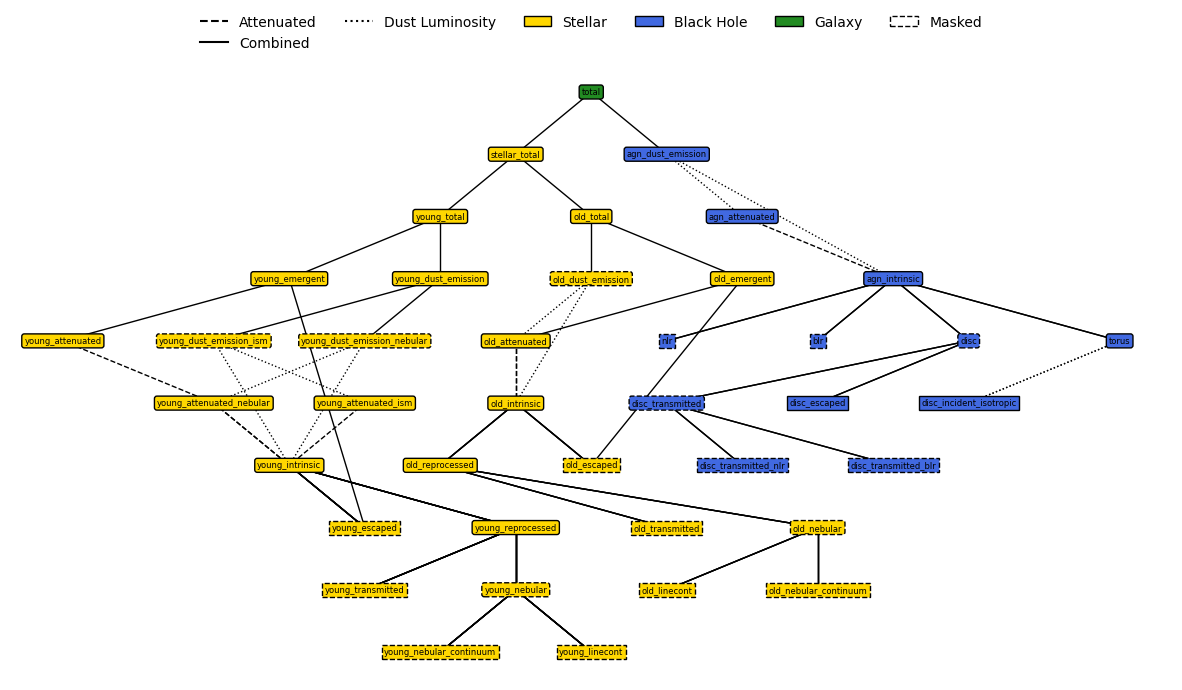 Attenuated Dust Luminosity Stellar Black Hole Galaxy Masked
Combined
total
stellar_total agn_dust_emission
young_total old_total agn_attenuated
young_emergent young_dust_emission old_dust_emission old_emergent agn_intrinsic
young_attenuated young_dust_emission_ism young_dust_emission_nebular old_attenuated nlr blr disc torus
young_attenuated_nebular young_attenuated_ism old_intrinsic disc_transmitted disc_escaped disc_incident_isotropic
young_intrinsic old_reprocessed old_escaped disc_transmitted_nlr disc_transmitted_blr
young_escaped young_reprocessed old_transmitted old_nebular
young_transmitted young_nebular old_linecont old_nebular_continuum
young_nebular_continuum young_linecont